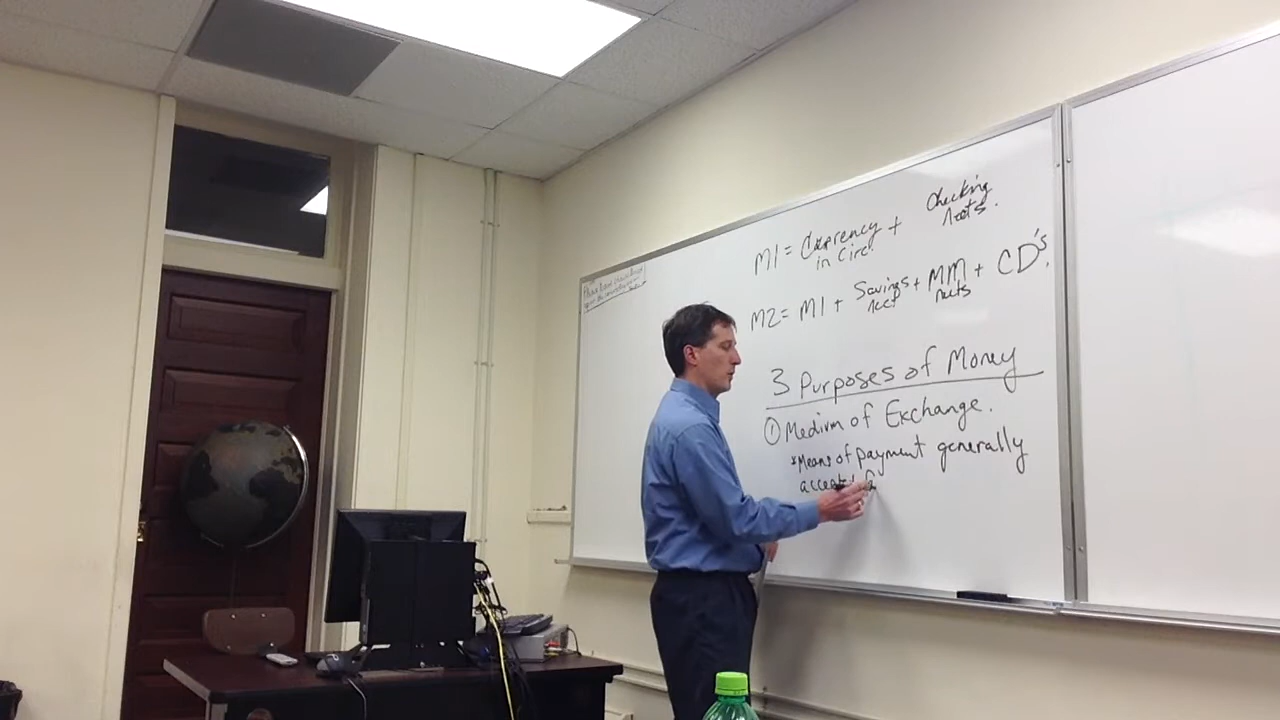 M1 = Currency + Checking
in Circ. Accts.
M2 = M1 + Savings + MM + CD's.
Acct Accts
3 Purposes of Money
① Medium of Exchange.
*Means of payment generally